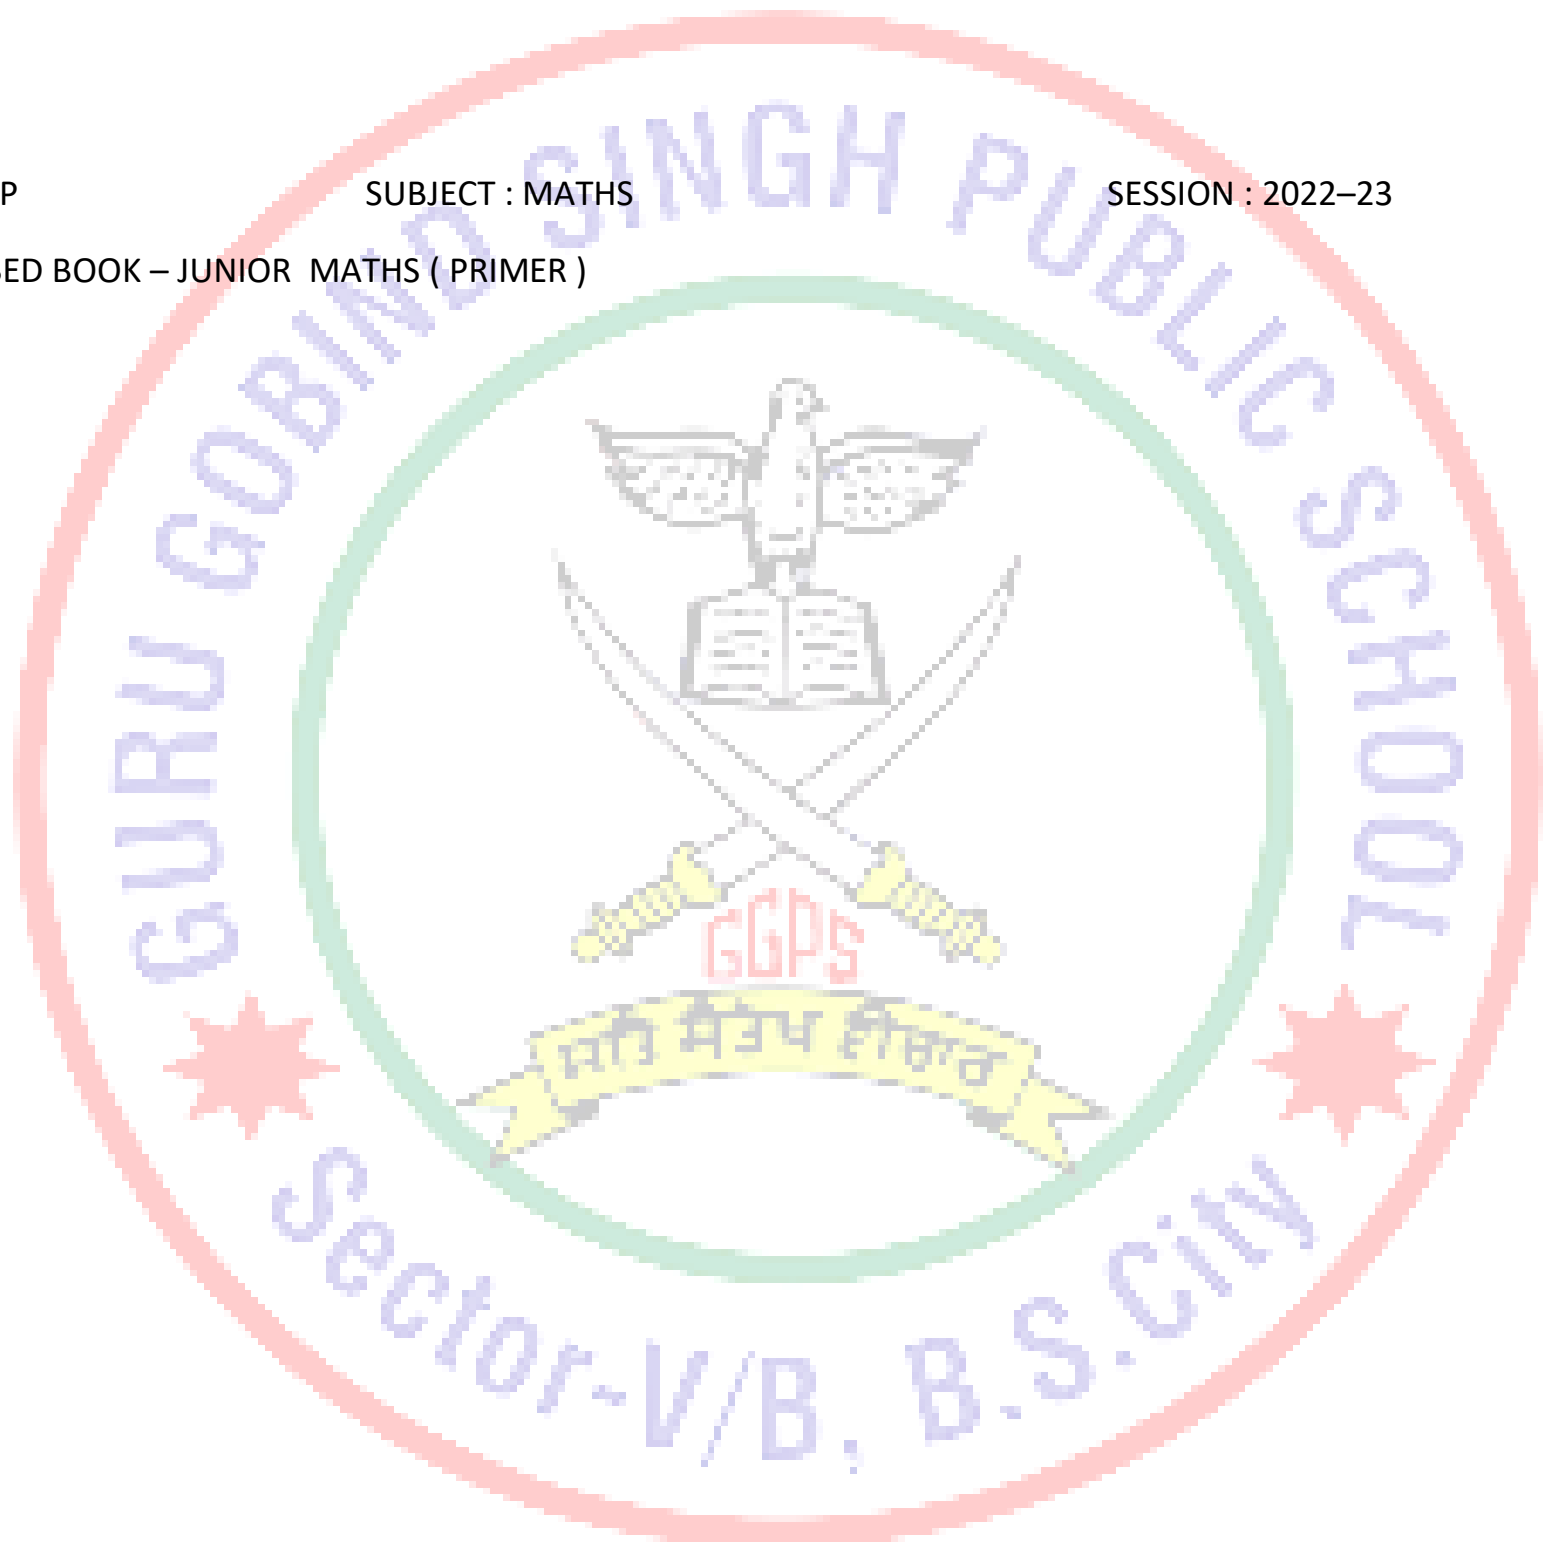 P SUBJECT : MATHS SESSION : 2022–23
ED BOOK – JUNIOR MATHS ( PRIMER )
GURU GOBIND SINGH PUBLIC SCHOOL
GGPS
Sector-V/B, B.S.City